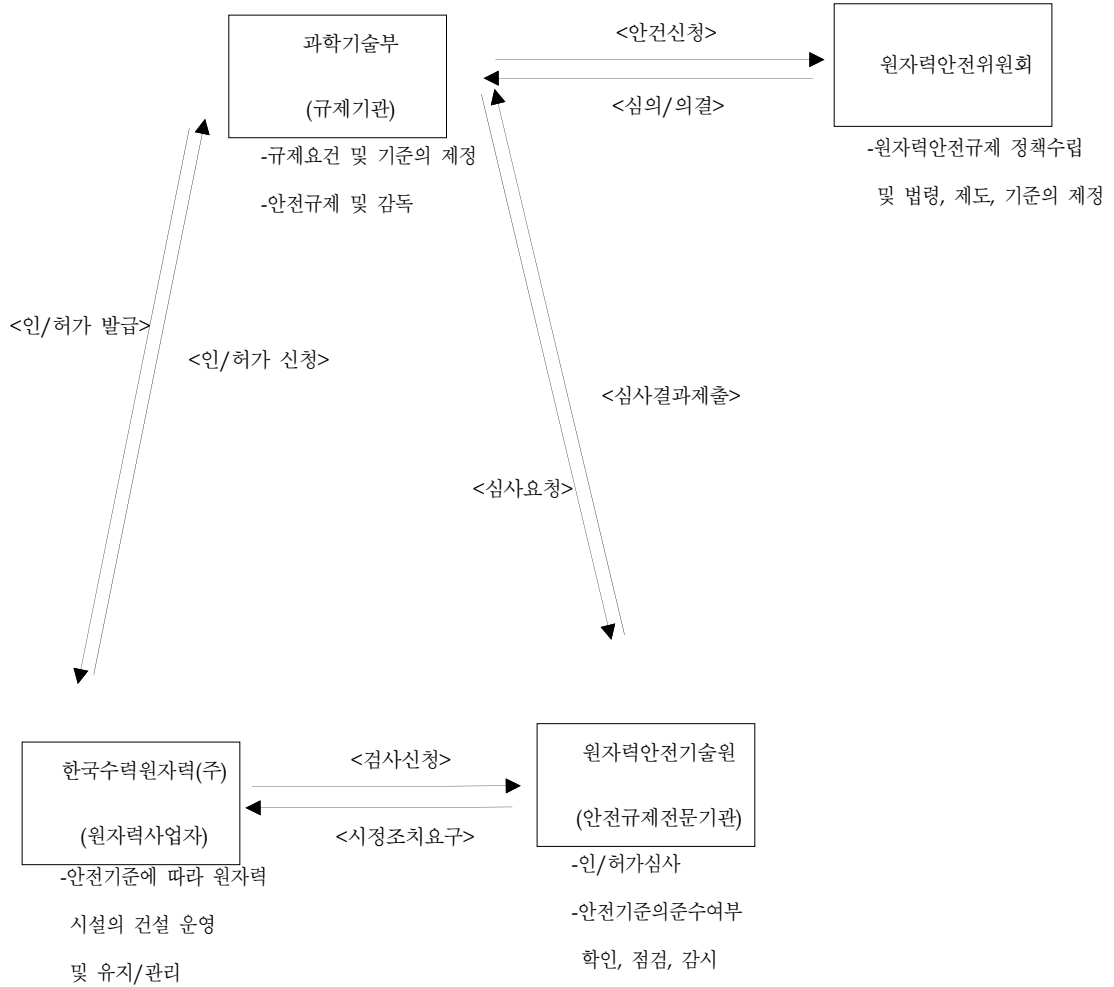 과학기술부
(규제기관)
-규제요건 및 기준의 제정
-안전규제 및 감독
<안건신청>
<심의/의결>
원자력안전위원회
-원자력안전규제 정책수립
및 법령, 제도, 기준의 제정
<인/허가 발급>
<인/허가 신청>
<심사결과제출>
<심사요청>
한국수력원자력(주)
(원자력사업자)
-안전기준에 따라 원자력
시설의 건설 운영
및 유지/관리
<검사신청>
<시정조치요구>
원자력안전기술원
(안전규제전문기관)
-인/허가심사
-안전기준의준수여부
확인, 점검, 감시